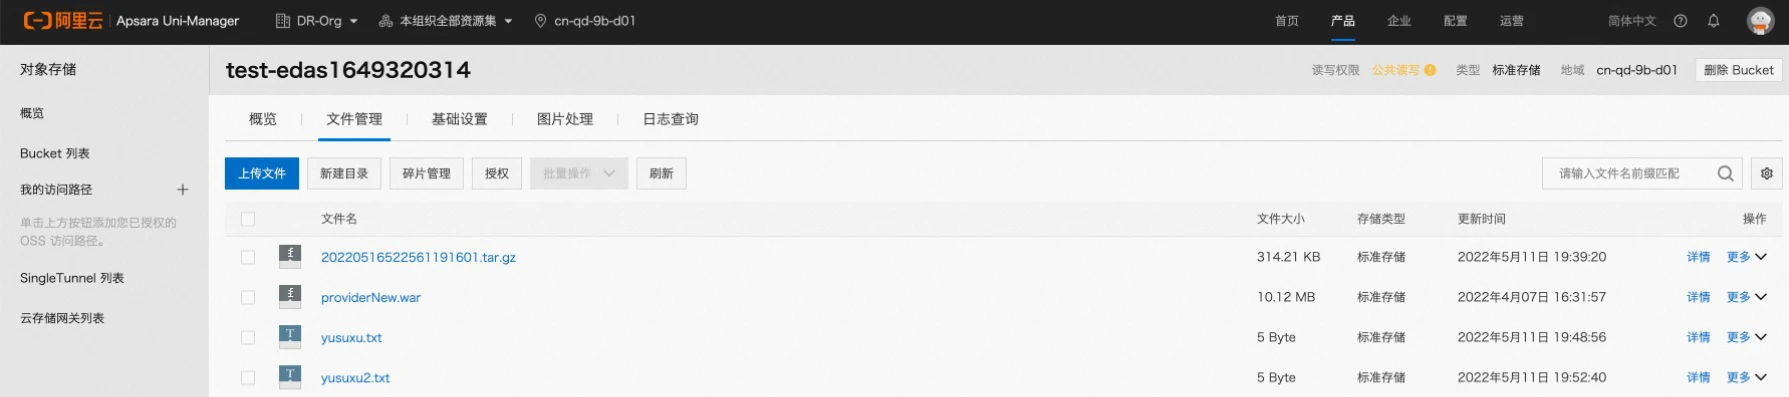 阿里云 Apsara Uni-Manager DR-Org 本组织全部资源集 cn-qd-9b-d01 首页 产品 企业 配置 运营 简体中文
对象存储
概览
Bucket 列表
我的访问路径
单击上方按钮添加您已授权的
OSS 访问路径。
SingleTunnel 列表
云存储网关列表
test-edas1649320314 读写权限 公共读写 类型 标准存储 地域 cn-qd-9b-d01 删除 Bucket
概览 文件管理 基础设置 图片处理 日志查询
上传文件 新建目录 碎片管理 授权 批量操作 刷新 请输入文件名前缀匹配
文件名 文件大小 存储类型 更新时间 操作
20220516522561191601.tar.gz 314.21 KB 标准存储 2022年5月11日 19:39:20 详情 更多
providerNew.war 10.12 MB 标准存储 2022年4月07日 16:31:57 详情 更多
yusuxu.txt 5 Byte 标准存储 2022年5月11日 19:48:56 详情 更多
yusuxu2.txt 5 Byte 标准存储 2022年5月11日 19:52:40 详情 更多